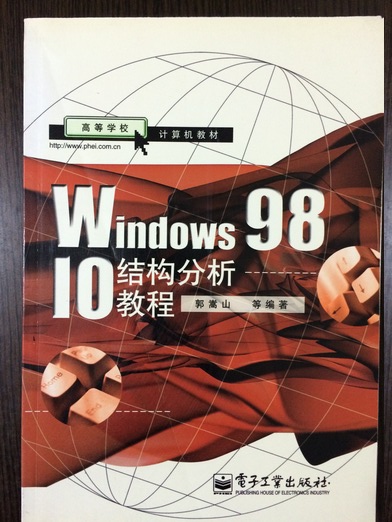 高等学校
计算机教材
http://www.phei.com.cn
Windows 98
IO 结构分析
教程
郭嵩山 等编著
Home
電子工業出版社
PUBLISHING HOUSE OF ELECTRONICS INDUSTRY